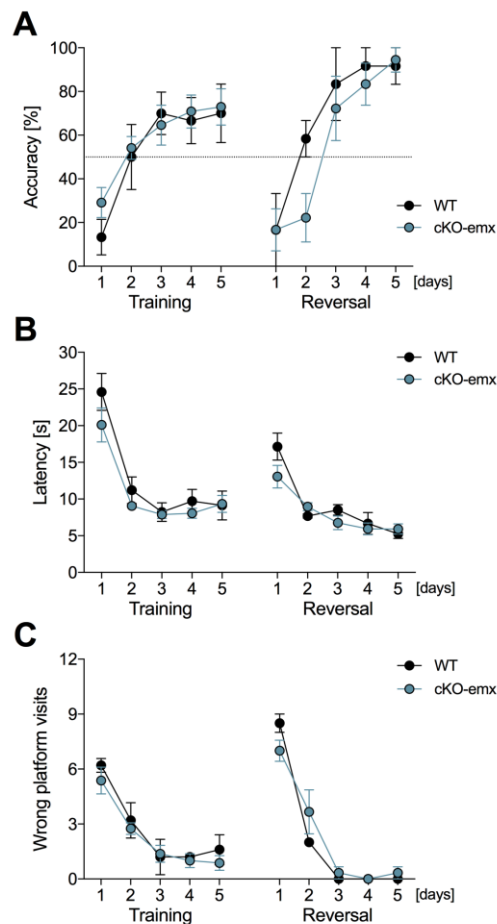 A
Accuracy [%]
100
80
60
40
20
0
WT
cKO-emx
1 2 3 4 5 1 2 3 4 5 [days]
Training Reversal
B
Latency [s]
30
25
20
15
10
5
0
WT
cKO-emx
1 2 3 4 5 1 2 3 4 5 [days]
Training Reversal
C
Wrong platform visits
12
9
6
3
0
WT
cKO-emx
1 2 3 4 5 1 2 3 4 5 [days]
Training Reversal